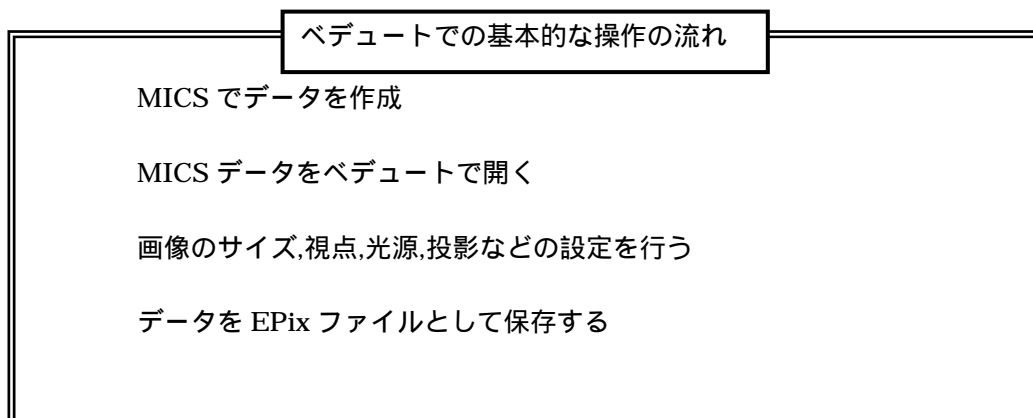 ベデュートでの基本的な操作の流れ
MICS でデータを作成
MICS データをベデュートで開く
画像のサイズ,視点,光源,投影などの設定を行う
データを EPix ファイルとして保存する